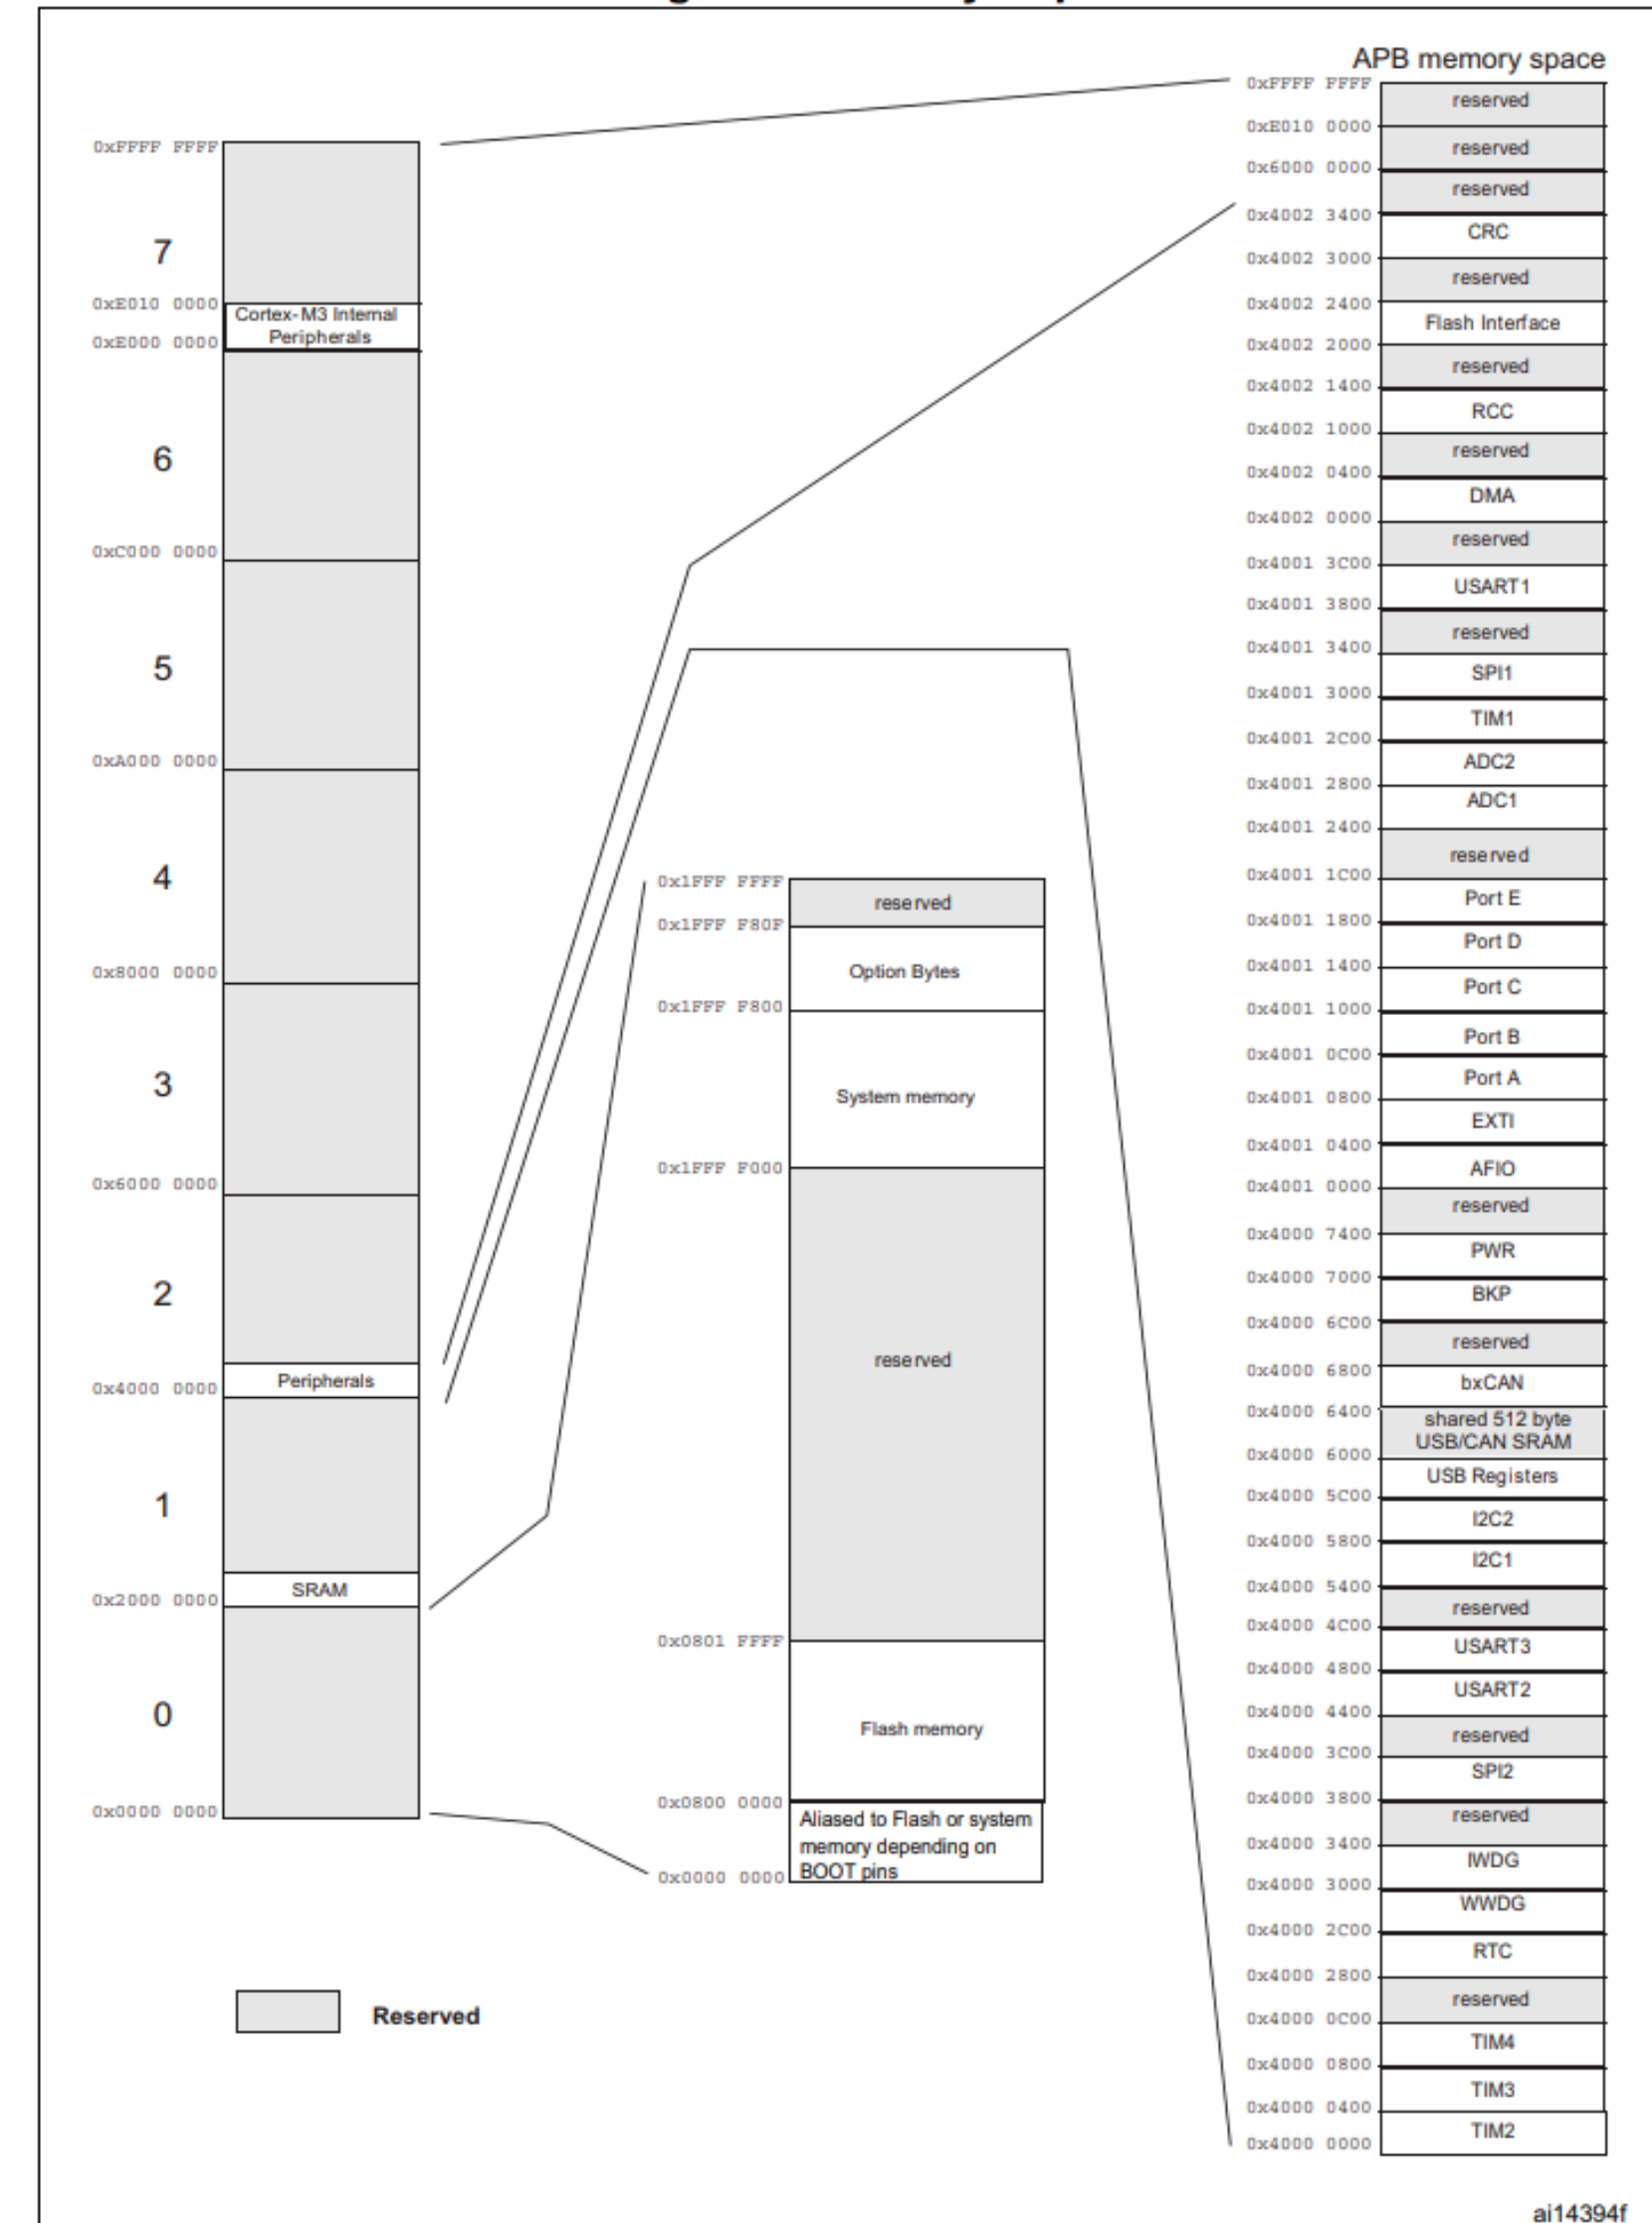 APB memory space
0xFFFF FFFF
reserved
0xE010 0000
reserved
0x6000 0000
reserved
0x4002 3400
CRC
0x4002 3000
reserved
0x4002 2400
Flash Interface
0x4002 2000
reserved
0x4002 1400
RCC
0x4002 1000
reserved
0x4002 0400
DMA
0x4002 0000
reserved
0x4001 3C00
USART1
0x4001 3800
reserved
0x4001 3400
SPI1
0x4001 3000
TIM1
0x4001 2C00
ADC2
0x4001 2800
ADC1
0x4001 2400
reserved
0x4001 1C00
Port E
0x4001 1800
Port D
0x4001 1400
Port C
0x4001 1000
Port B
0x4001 0C00
Port A
0x4001 0800
EXTI
0x4001 0400
AFIO
0x4001 0000
reserved
0x4000 7400
PWR
0x4000 7000
BKP
0x4000 6C00
reserved
0x4000 6800
bxCAN
0x4000 6400
shared 512 byte
USB/CAN SRAM
0x4000 6000
USB Registers
0x4000 5C00
I2C2
0x4000 5800
I2C1
0x4000 5400
reserved
0x4000 4C00
USART3
0x4000 4800
USART2
0x4000 4400
reserved
0x4000 3C00
SPI2
0x4000 3800
reserved
0x4000 3400
IWDG
0x4000 3000
WWDG
0x4000 2C00
RTC
0x4000 2800
reserved
0x4000 0C00
TIM4
0x4000 0800
TIM3
0x4000 0400
TIM2
0x4000 0000
0xFFFF FFFF
7
0xE010 0000
Cortex-M3 Internal
Peripherals
0xE000 0000
6
0xC000 0000
5
0xA000 0000
4
0x8000 0000
3
0x6000 0000
2
Peripherals
0x4000 0000
1
SRAM
0x2000 0000
0
0x0000 0000
0x1FFF FFFF
reserved
0x1FFF F80F
Option Bytes
0x1FFF F800
System memory
0x1FFF F000
reserved
0x0801 FFFF
Flash memory
0x0800 0000
Aliased to Flash or system
memory depending on
BOOT pins
0x0000 0000
Reserved
ai14394f